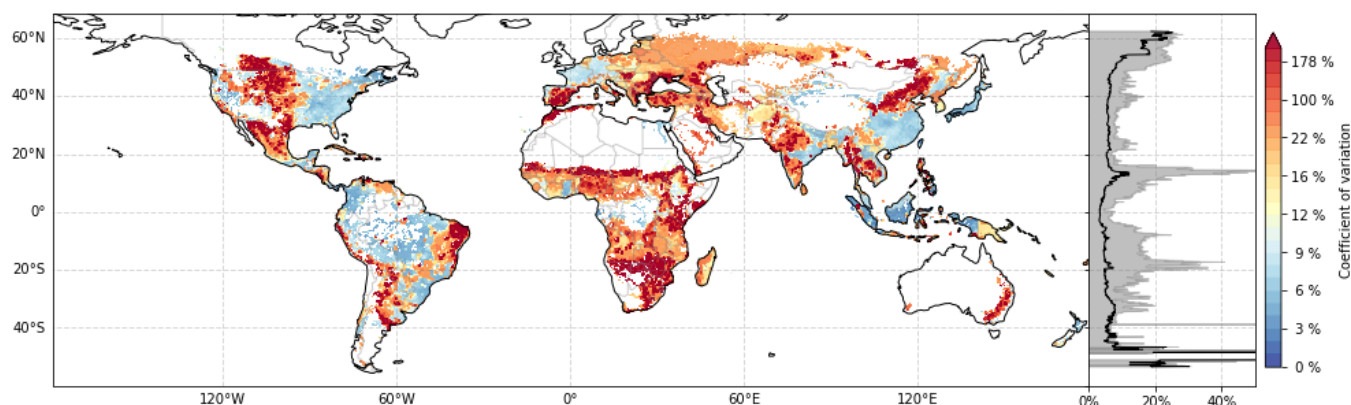 60°N
40°N
20°N
0°
20°S
40°S
120°W
60°W
0°
60°E
120°E
0%
20%
40%
178 %
100 %
22 %
16 %
12 %
9 %
6 %
3 %
0 %
Coefficient of variation